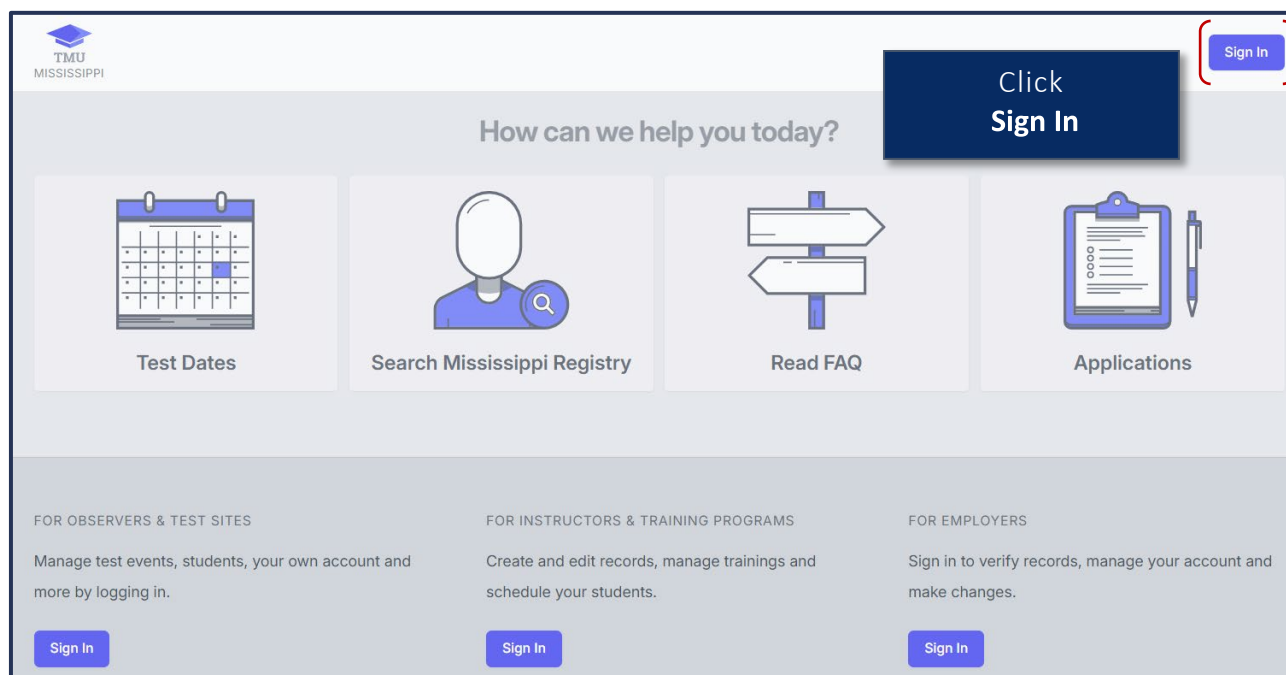 TMU
MISSISSIPPI
Sign In
Click
Sign In
How can we help you today?
Test Dates
Search Mississippi Registry
Read FAQ
Applications
FOR OBSERVERS & TEST SITES
Manage test events, students, your own account and
more by logging in.
Sign In
FOR INSTRUCTORS & TRAINING PROGRAMS
Create and edit records, manage trainings and
schedule your students.
Sign In
FOR EMPLOYERS
Sign in to verify records, manage your account and
make changes.
Sign In